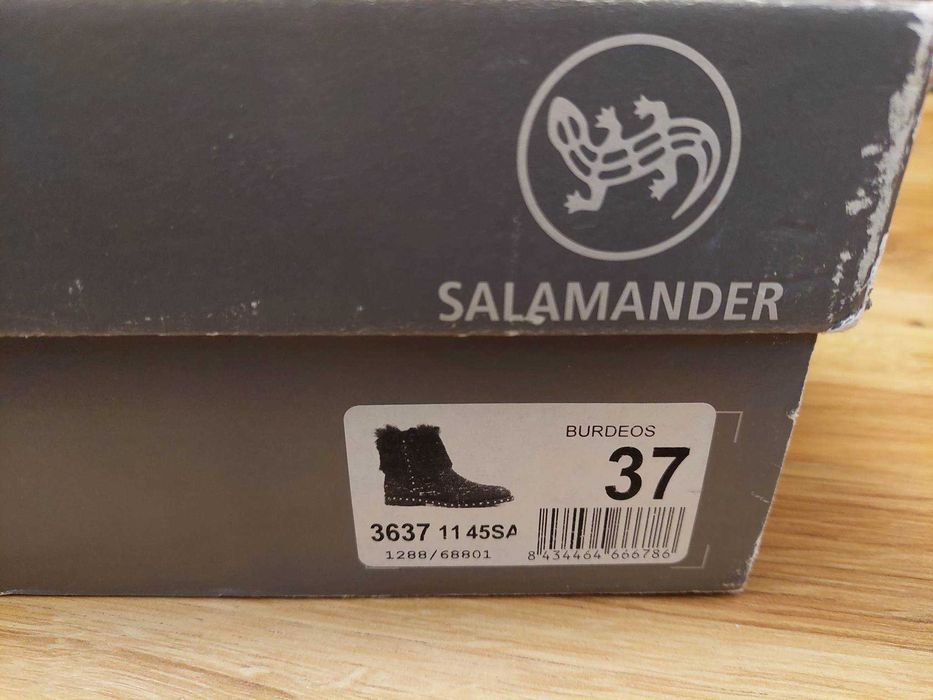 SALAMANDER
BURDEOS
37
3637 11 45SA
1288/68801
8 434464 666786